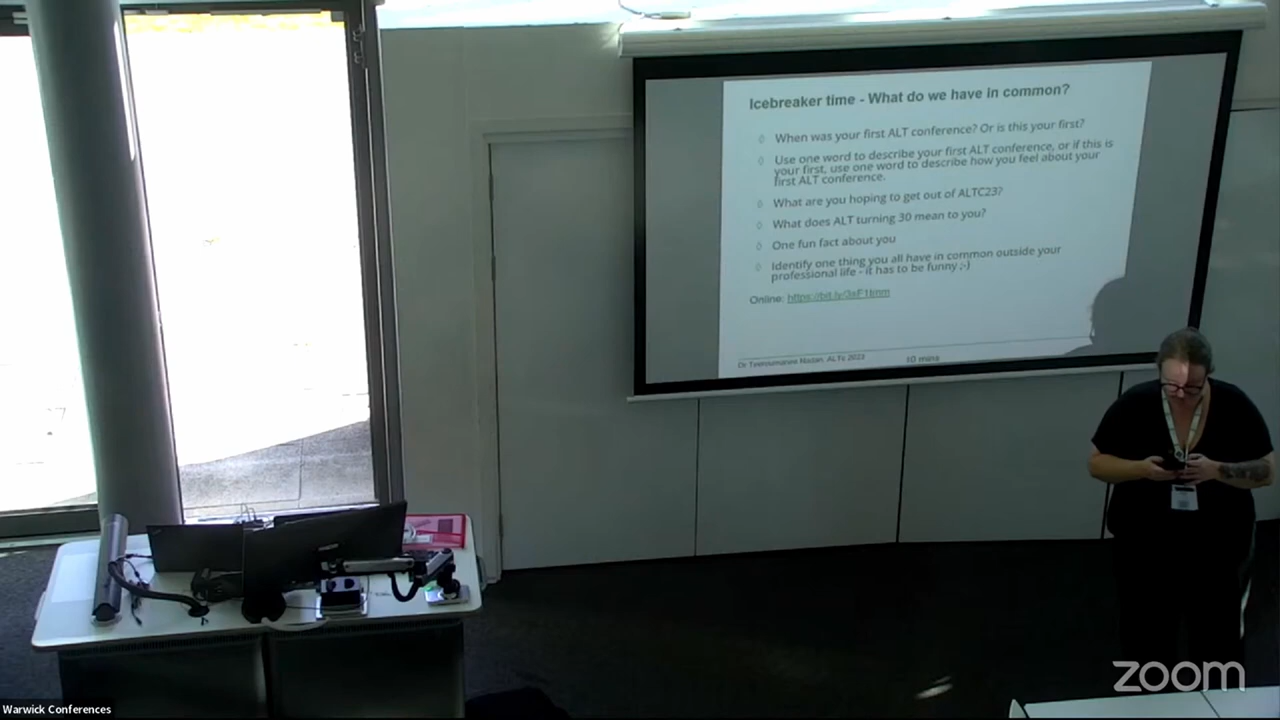 Icebreaker time - What do we have in common?
When was your first ALT conference? Or is this your first?
Use one word to describe your first ALT conference, or if this is
your first, use one word to describe how you feel about your
first ALT conference.
What are you hoping to get out of ALTC23?
What does ALT turning 30 mean to you?
One fun fact about you
Identify one thing you all have in common outside your
professional life - it has to be funny :-)
Online:
Dr ALTc 2023
10 mins
zoom
Warwick Conferences